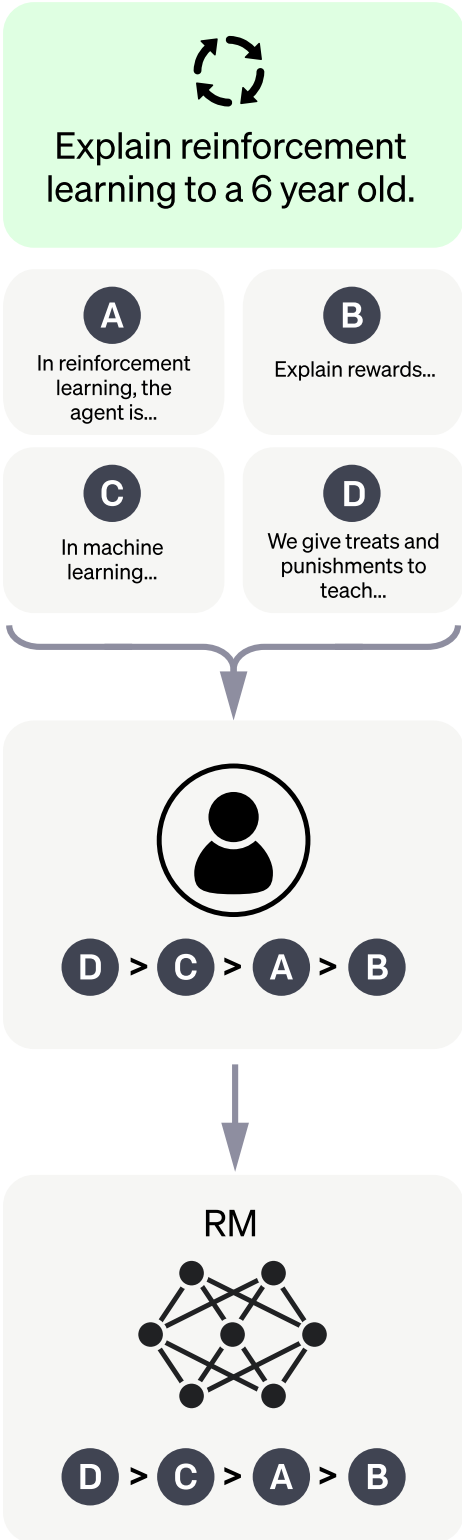 Explain reinforcement
learning to a 6 year old.
A
In reinforcement
learning, the
agent is...
B
Explain rewards...
C
In machine
learning...
D
We give treats and
punishments to
teach...
D > C > A > B
RM
D > C > A > B